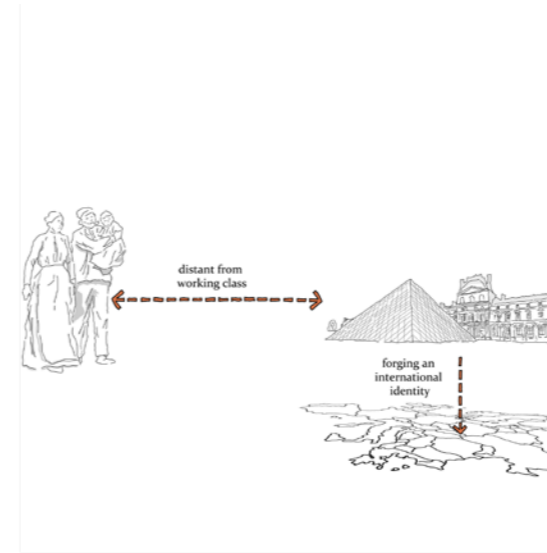 distant from
working class
forging an
international
identity